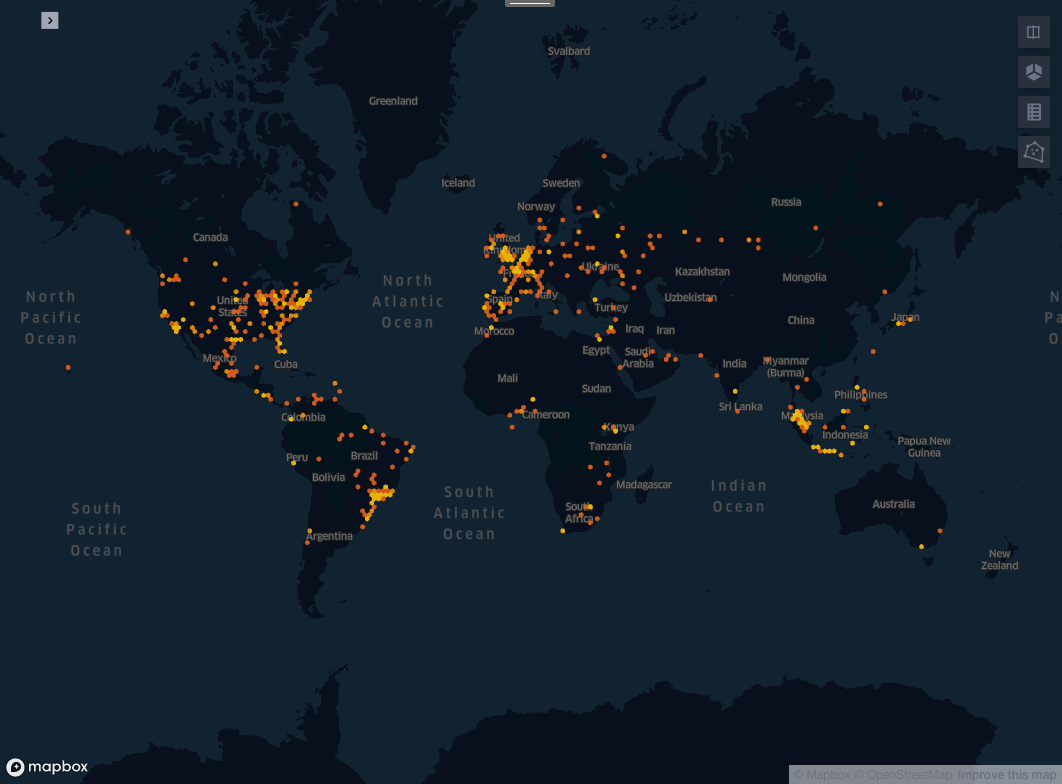 Svalbard
Greenland
Iceland
Sweden
Norway
Russia
Canada
United
Kingdom
Ukraine
Kazakhstan
Mongolia
North
Pacific
Ocean
United
States
North
Atlantic
Ocean
Spain
Italy
Turkey
Uzbekistan
China
Japan
Morocco
Iraq
Iran
Mexico
Cuba
Egypt
Saudi
Arabia
India
Myanmar
(Burma)
Mali
Sudan
Philippines
Colombia
Cameroon
Sri Lanka
Malaysia
Kenya
Indonesia
Peru
Brazil
Tanzania
Papua New
Guinea
Bolivia
Madagascar
South
Atlantic
Ocean
Indian
Ocean
South
Pacific
Ocean
South
Africa
Australia
Argentina
New
Zealand
mapbox
© Mapbox © OpenStreetMap Improve this map